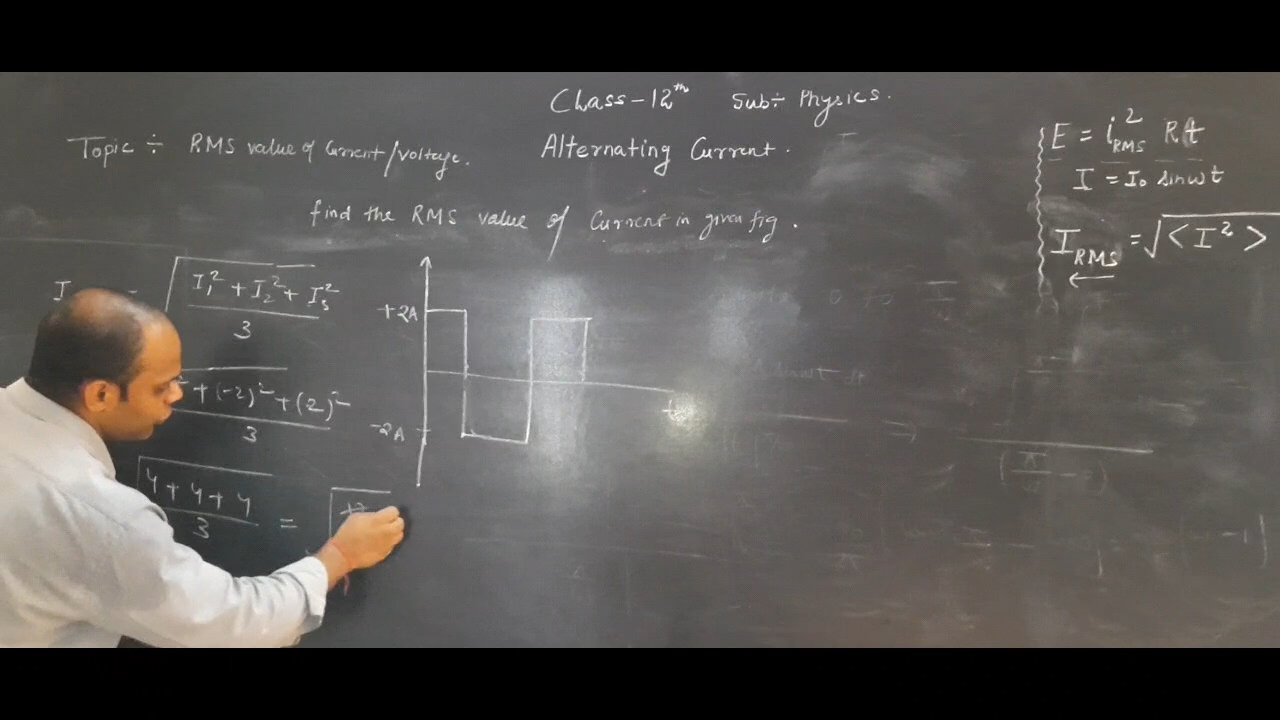 Class-12th Sub÷ Physics.
Topic ÷ RMS value of Current/voltage. Alternating Current.
find the RMS value of Current in given fig.
E = i²RMS Rt
I = I₀ sinωt
IRMS = √<I²>
I = √(I₁² + I₂² + I₃²)/3
² + (-2)² + (2)²
3
√(4 + 4 + 4)/3 = √
+2A
-2A
t